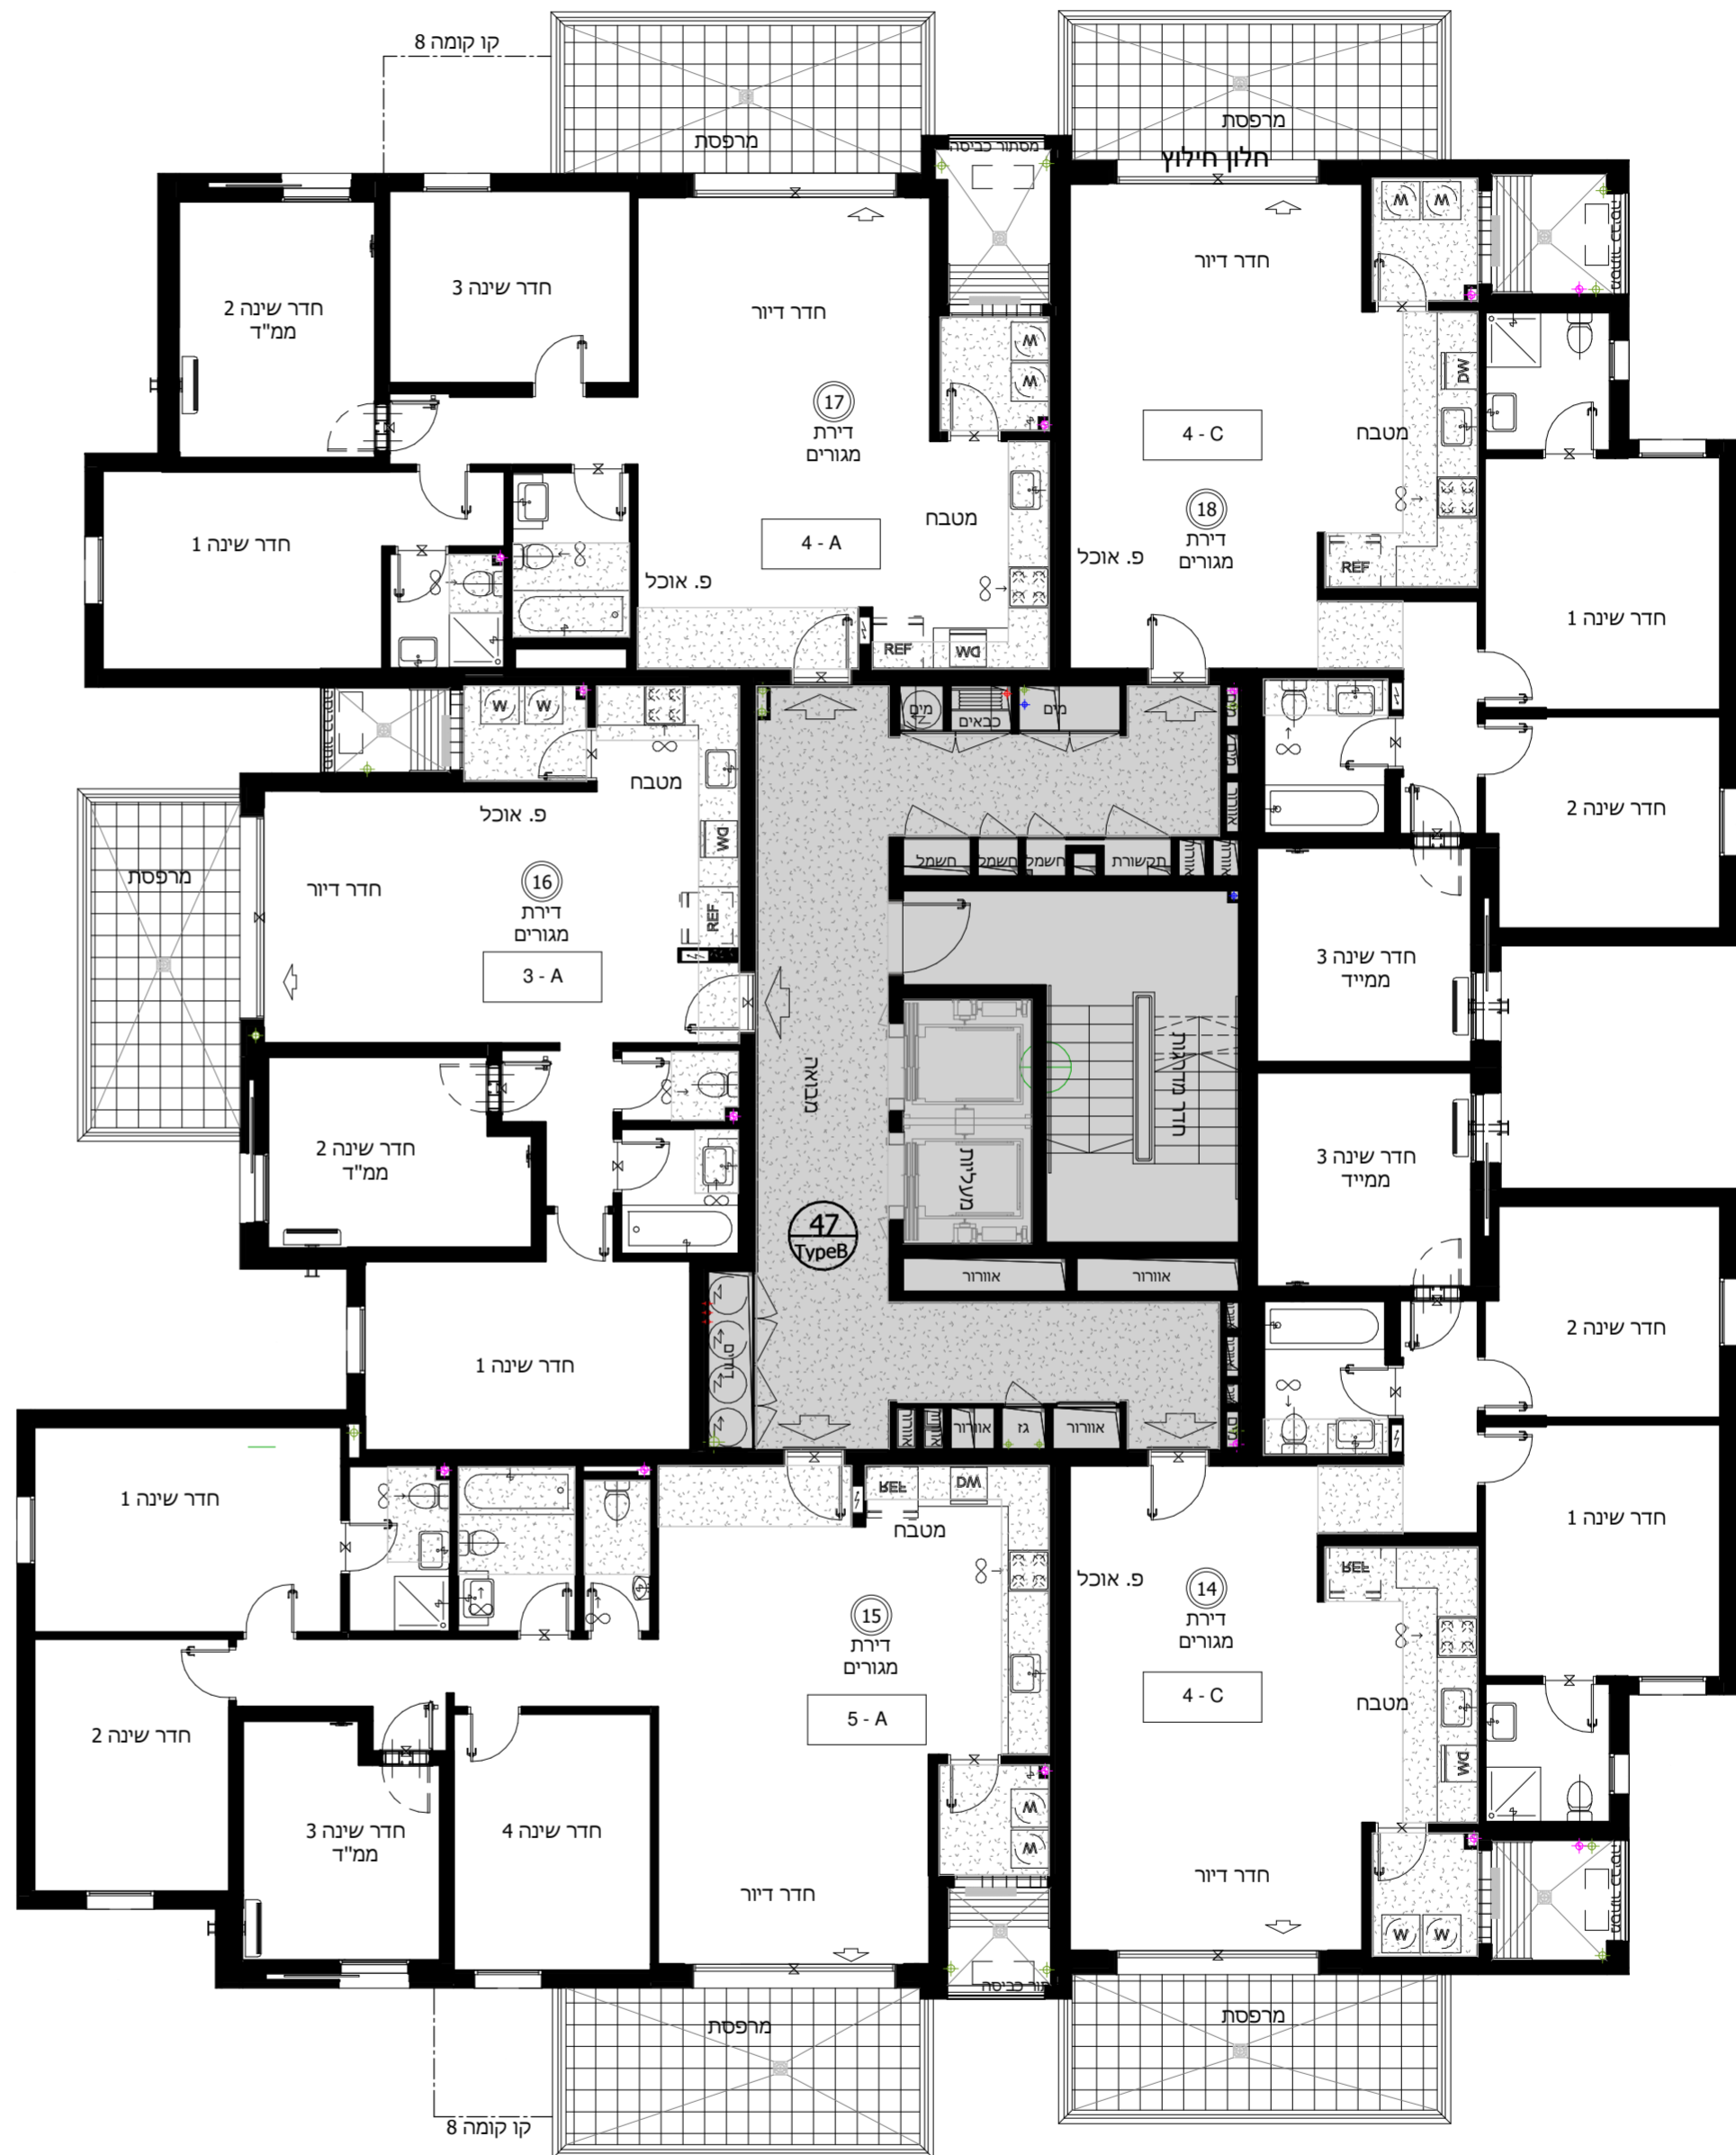 קו קומה 8
מרפסת
מרפסת
חלון חילוץ
מסתור כביסה
W
W
חדר שינה 2
ממ"ד
חדר שינה 3
חדר דיור
חדר דיור
W
W
17
דירת
מגורים
4 - A
מטבח
פ. אוכל
REF
DW
חדר שינה 1
4 - C
מטבח
DW
18
דירת
מגורים
פ. אוכל
REF
חדר שינה 1
חדר שינה 2
W
W
מטבח
פ. אוכל
DW
מרפסת
חדר דיור
16
דירת
מגורים
3 - A
REF
מים
כבאים
מים
חשמל
חשמל
חשמל
תקשורת
חדר שינה 3
ממייד
מבואה
חדר מדרגות
מעליות
חדר שינה 2
ממ"ד
חדר שינה 3
ממייד
47
TypeB
אוורור
אוורור
חדר שינה 1
דודים
אוורור
אוורור
אוורור
גז
אוורור
חדר שינה 2
חדר שינה 1
חדר שינה 1
REF
DW
מטבח
15
דירת
מגורים
5 - A
חדר שינה 2
חדר שינה 3
ממ"ד
חדר שינה 4
חדר דיור
W
W
פ. אוכל
14
דירת
מגורים
4 - C
REF
מטבח
DW
חדר דיור
W
W
מרפסת
מרפסת
קו קומה 8